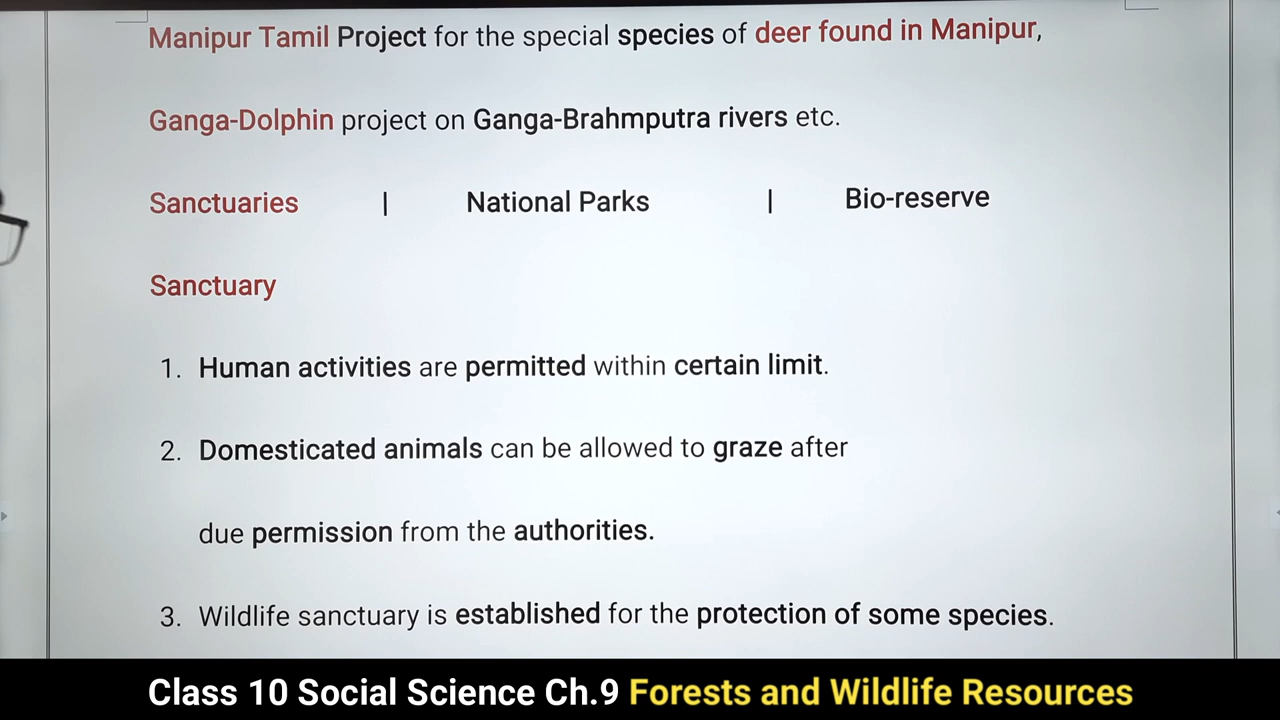 Manipur Tamil Project for the special species of deer found in Manipur,
Ganga-Dolphin project on Ganga-Brahmputra rivers etc.
Sanctuaries | National Parks | Bio-reserve
Sanctuary
1. Human activities are permitted within certain limit.
2. Domesticated animals can be allowed to graze after
due permission from the authorities.
3. Wildlife sanctuary is established for the protection of some species.
Class 10 Social Science Ch.9 Forests and Wildlife Resources